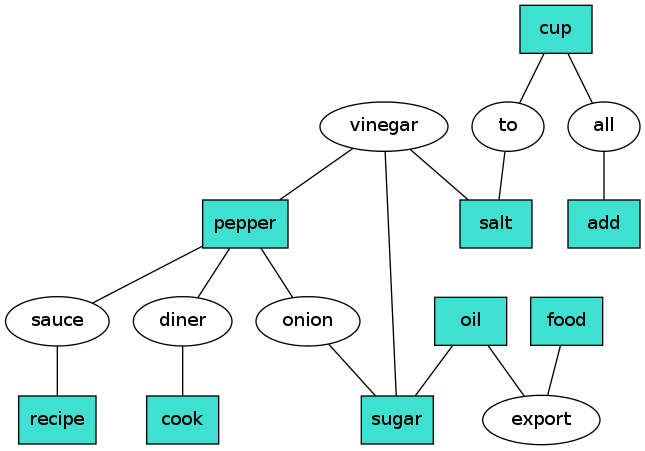 cup
vinegar
to
all
pepper
salt
add
sauce
diner
onion
oil
food
recipe
cook
sugar
export